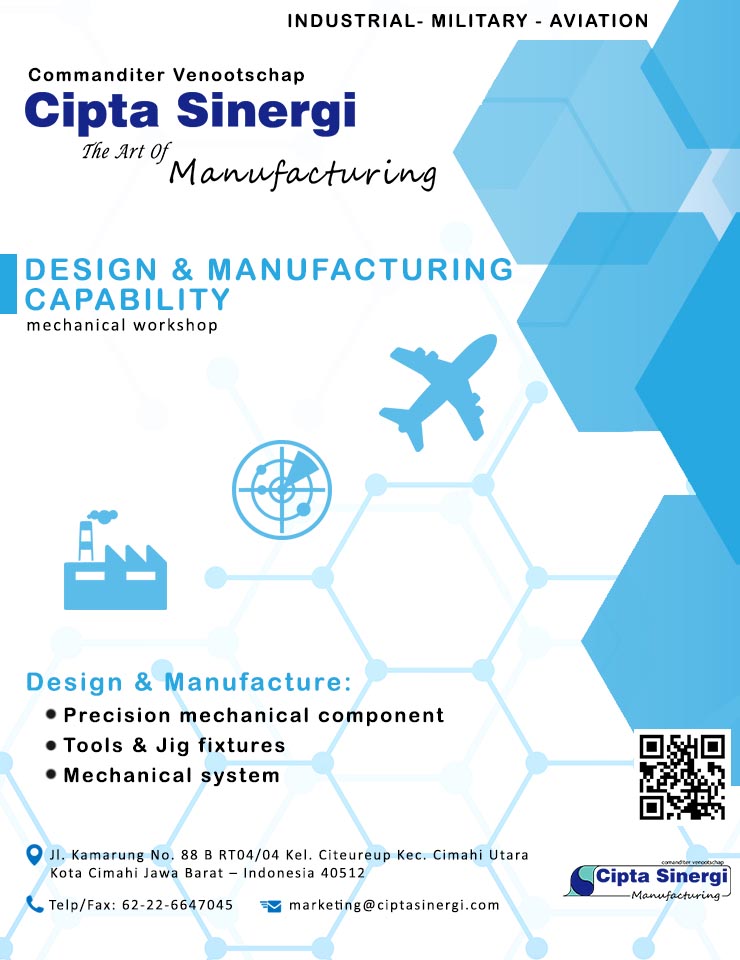 INDUSTRIAL- MILITARY - AVIATION
Commanditer Venootschap
Cipta Sinergi
The Art Of
Manufacturing
DESIGN & MANUFACTURING
CAPABILITY
mechanical workshop
Design & Manufacture:
Precision mechanical component
Tools & Jig fixtures
Mechanical system
Jl. Kamarung No. 88 B RT04/04 Kel. Citeureup Kec. Cimahi Utara
Kota Cimahi Jawa Barat – Indonesia 40512
Telp/Fax: 62-22-6647045 marketing@ciptasinergi.com
comanditer venootschap
Cipta Sinergi
Manufacturing